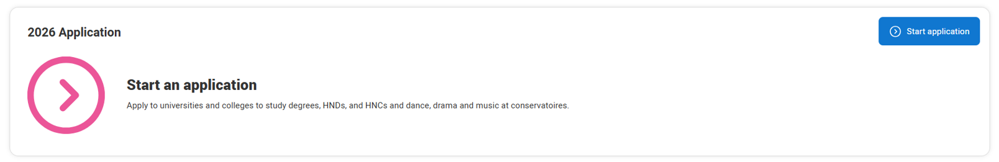 2026 Application
Start application
Start an application
Apply to universities and colleges to study degrees, HNDs, and HNCs and dance, drama and music at conservatoires.